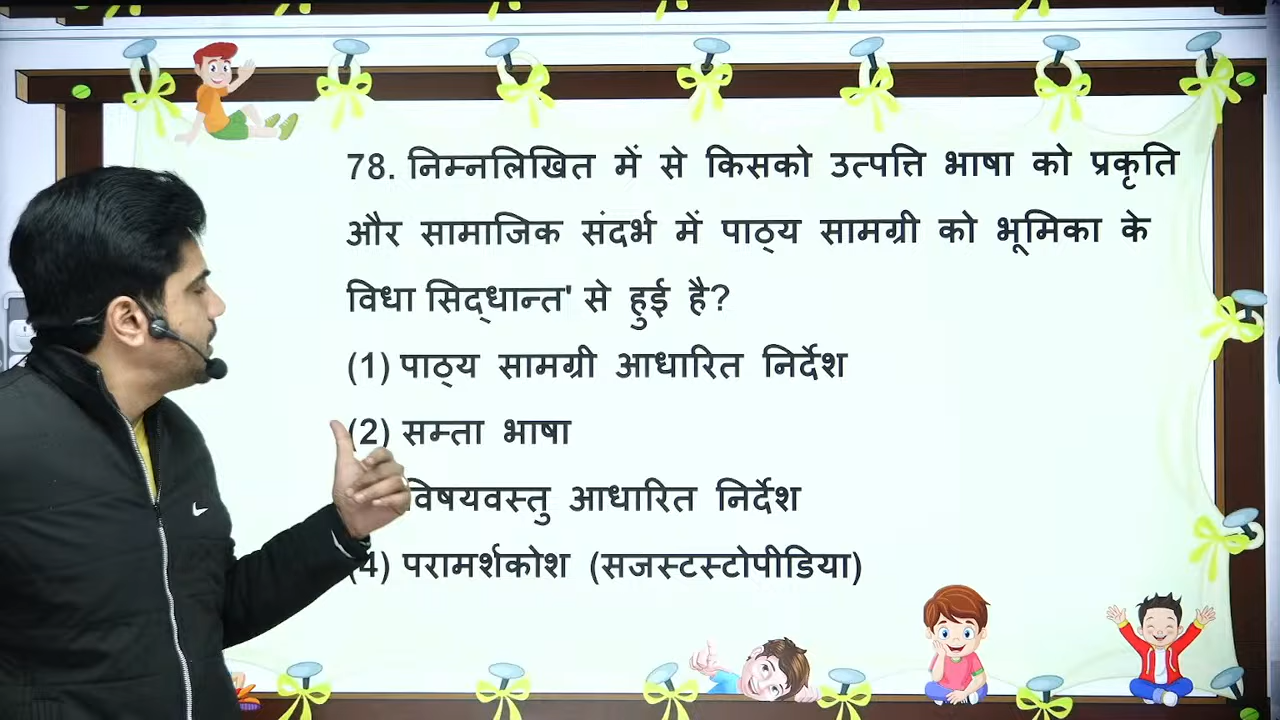 78. निम्नलिखित में से किसको उत्पत्ति भाषा को प्रकृति
और सामाजिक संदर्भ में पाठ्य सामग्री को भूमिका के
विधा सिद्धान्त' से हुई है?
(1) पाठ्य सामग्री आधारित निर्देश
(2) सम्ता भाषा
विषयवस्तु आधारित निर्देश
(4) परामर्शकोश (सजस्टस्टोपीडिया)